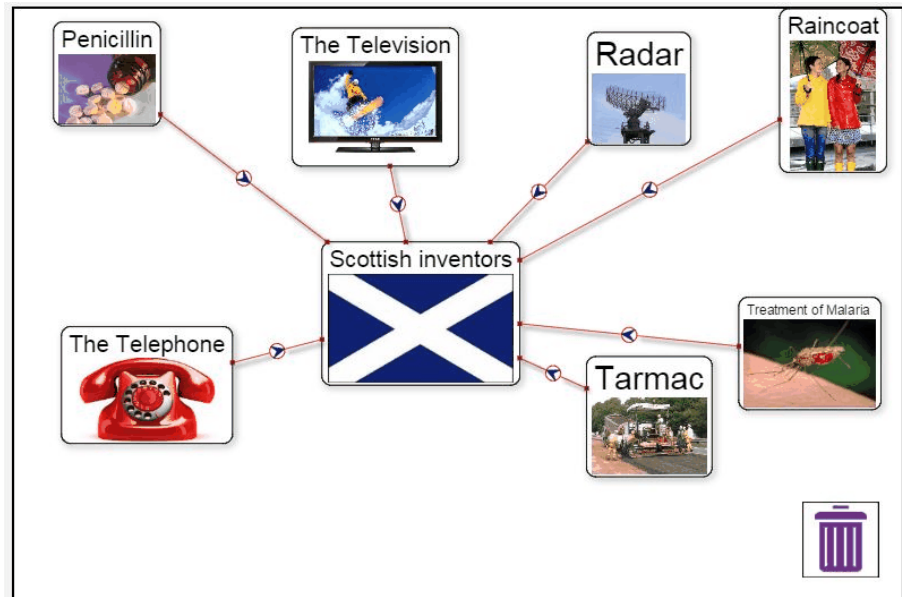 Penicillin
The Television
Radar
Raincoat
Scottish inventors
The Telephone
Treatment of Malaria
Tarmac